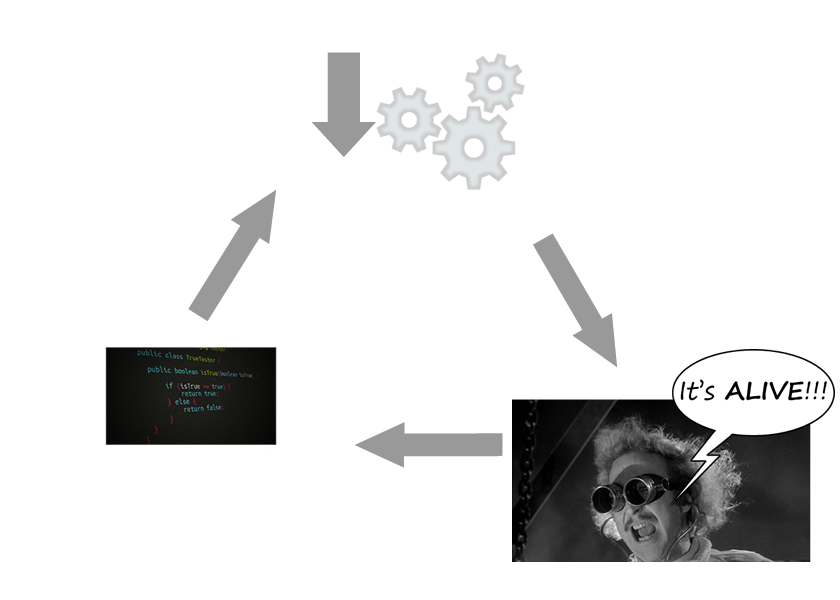 public class TrueTester {
public boolean isTrue(boolean isTrue) {
if (isTrue == true) {
return true;
} else {
return false;
}
}
}
It's ALIVE!!!